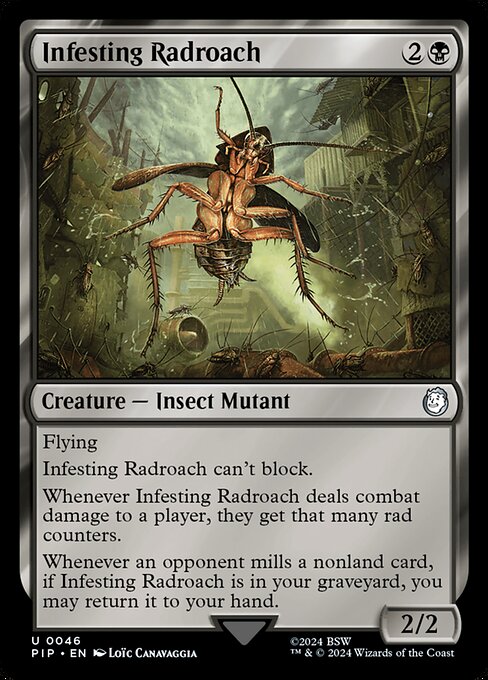 Infesting Radroach 2
Creature — Insect Mutant
Flying
Infesting Radroach can't block.
Whenever Infesting Radroach deals combat
damage to a player, they get that many rad
counters.
Whenever an opponent mills a nonland card,
if Infesting Radroach is in your graveyard, you
may return it to your hand.
2/2
U 0046
PIP • EN Loïc Canavaggia
©2024 BSW
™ & © 2024 Wizards of the Coast